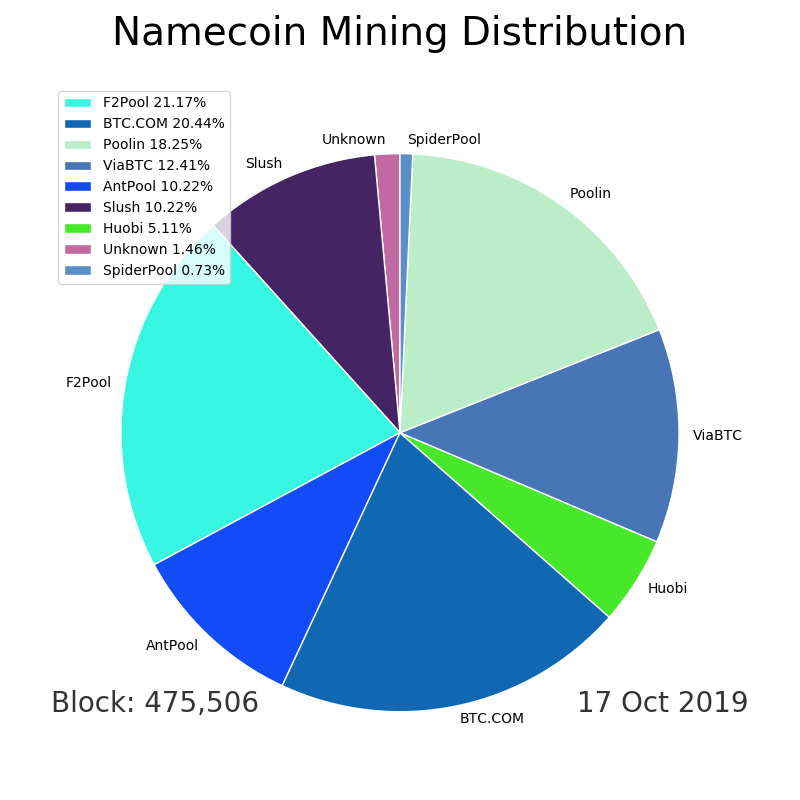 Namecoin Mining Distribution
F2Pool 21.17%
BTC.COM 20.44%
Poolin 18.25%
ViaBTC 12.41%
AntPool 10.22%
Slush 10.22%
Huobi 5.11%
Unknown 1.46%
SpiderPool 0.73%
Unknown
SpiderPool
Slush
Poolin
F2Pool
ViaBTC
Huobi
AntPool
BTC.COM
Block: 475,506
17 Oct 2019